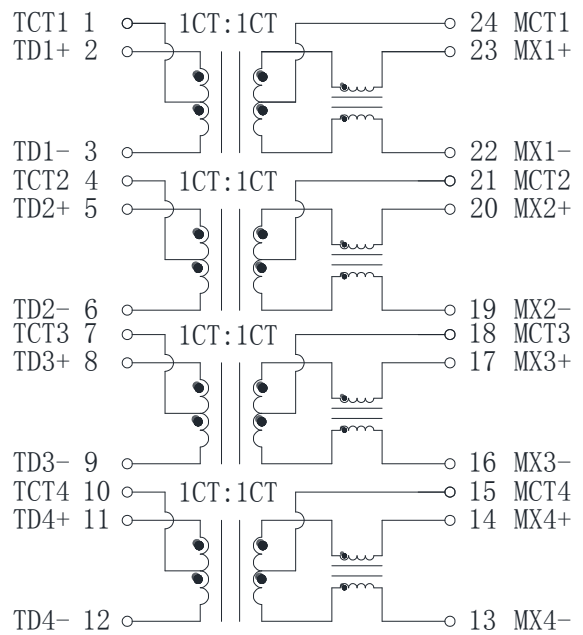 TCT1 1 1CT:1CT 24 MCT1
TD1+ 2 23 MX1+
TD1- 3 22 MX1-
TCT2 4 1CT:1CT 21 MCT2
TD2+ 5 20 MX2+
TD2- 6 19 MX2-
TCT3 7 1CT:1CT 18 MCT3
TD3+ 8 17 MX3+
TD3- 9 16 MX3-
TCT4 10 1CT:1CT 15 MCT4
TD4+ 11 14 MX4+
TD4- 12 13 MX4-